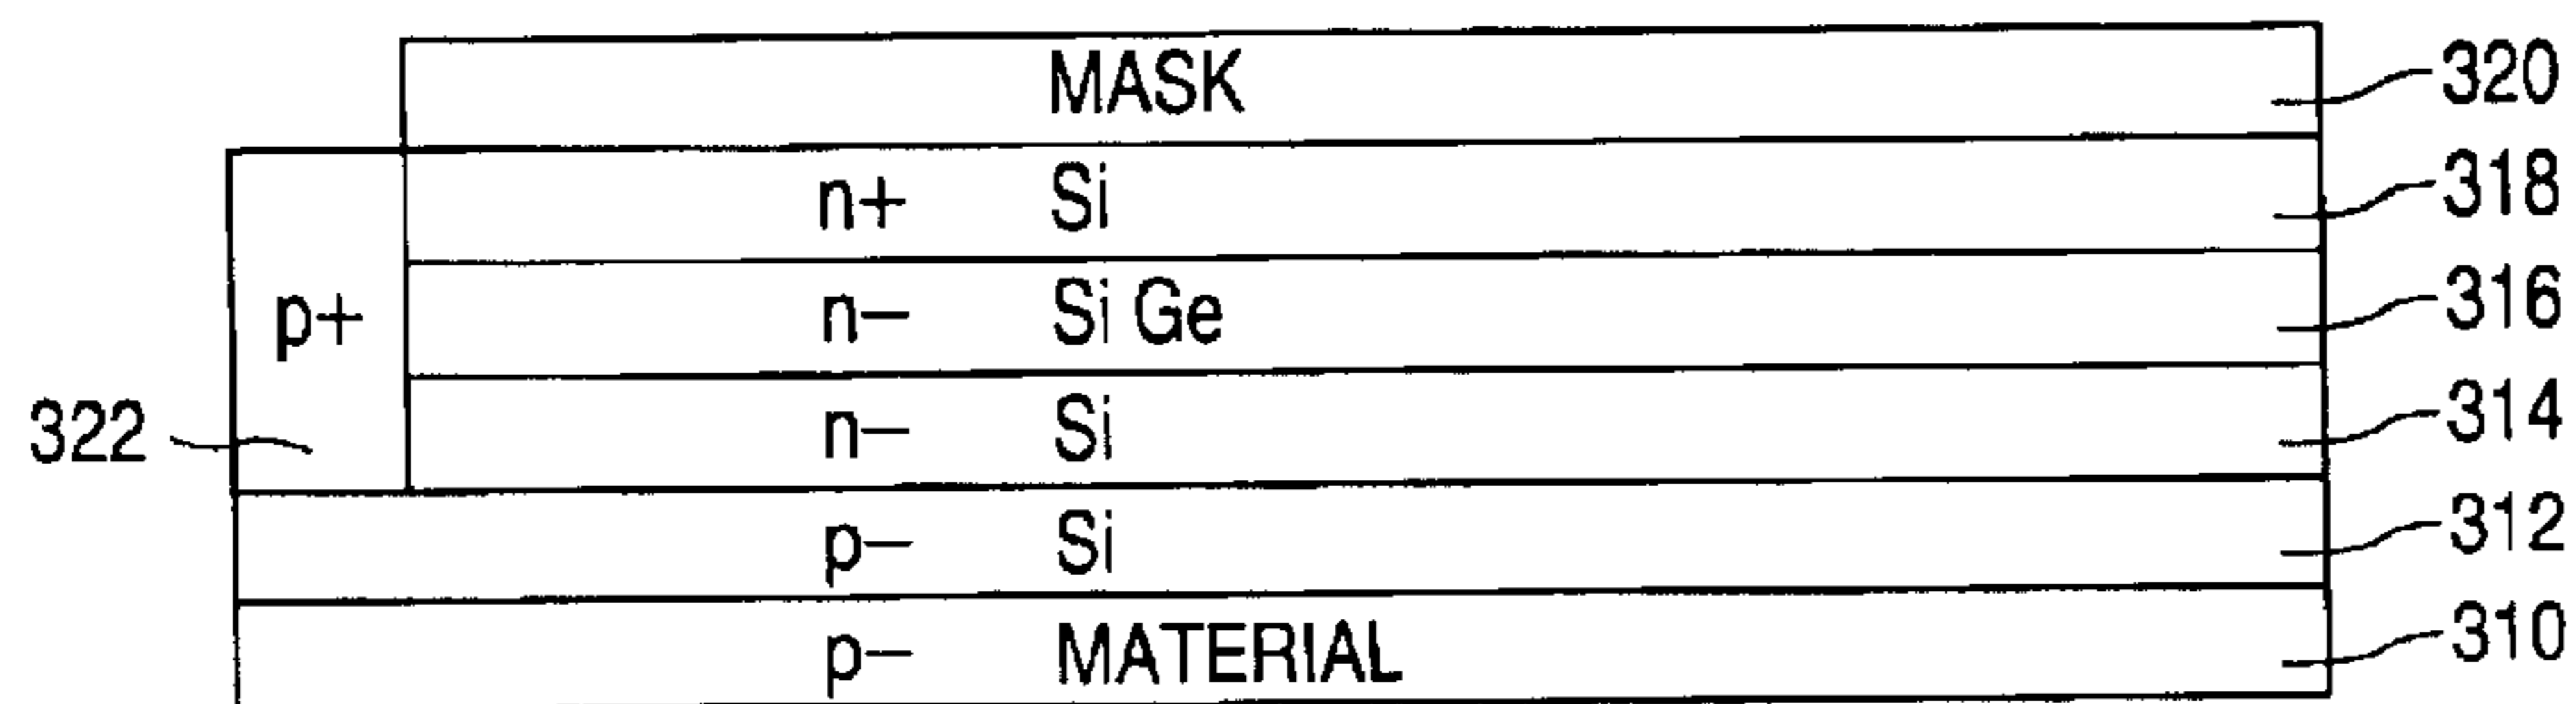 MASK 320
n+ Si 318
p+ n− Si Ge 316
322 n− Si 314
p− Si 312
p− MATERIAL 310